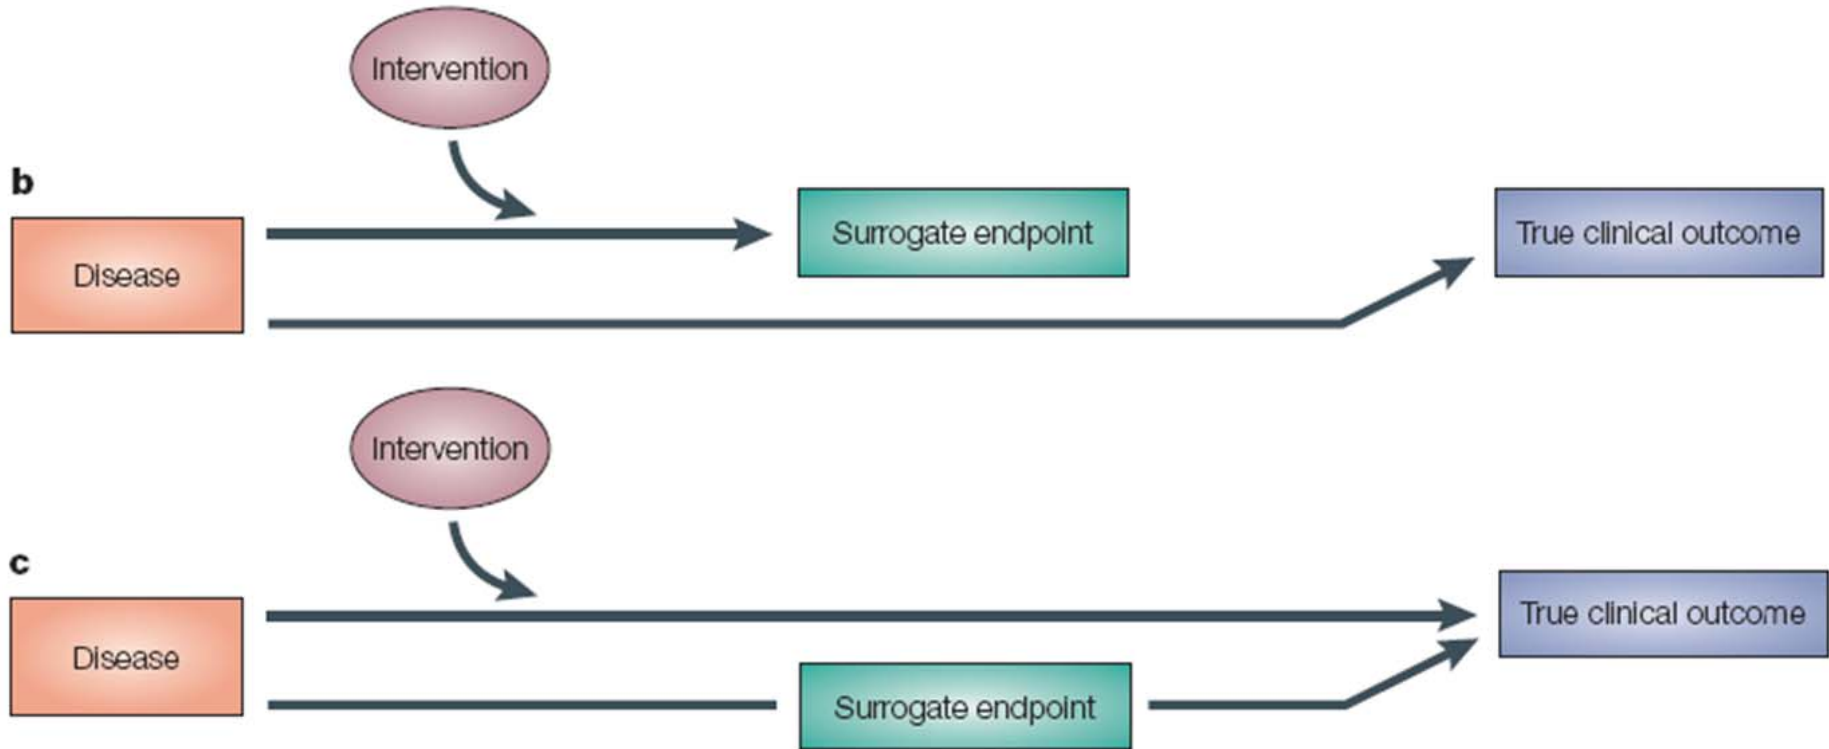 Intervention
b
Surrogate endpoint
True clinical outcome
Disease
Intervention
c
True clinical outcome
Disease
Surrogate endpoint